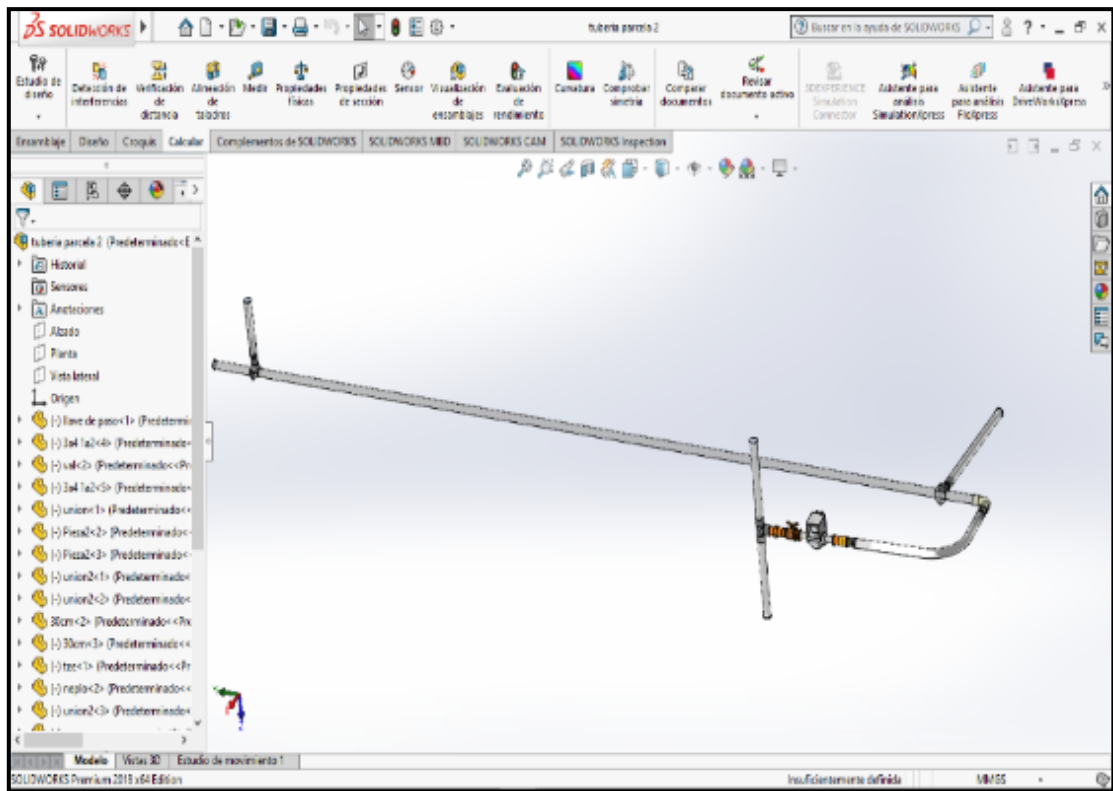 SOLIDWORKS
tuberia parcela 2
Buscar en la ayuda de SOLIDWORKS
Estudio de diseño
Detección de interferencias
Verificación de distancia
Alineación de taladros
Medir
Propiedades físicas
Propiedades de sección
Sensor
Visualización de ensamblajes
Evaluación de rendimiento
Curvatura
Comprobar simetría
Comparar documentos
Revisar documento activo
3DEXPERIENCE Simulation Connector
Asistente para análisis SimulationXpress
Asistente para análisis FloXpress
Asistente para DriveWorksXpress
Ensamblaje Diseño Croquis Calcular Complementos de SOLIDWORKS SOLIDWORKS MBD SOLIDWORKS CAM SOLIDWORKS Inspection
tuberia parcela 2 (Predeterminado<E
Historial
Sensores
Anotaciones
Alzado
Planta
Vista lateral
Origen
(-) llave de paso<1> (Predetermin
(-) 3a4 1a2<4> (Predeterminado<
(-) val<2> (Predeterminado<<Pr
(-) 3a4 1a2<5> (Predeterminado<
(-) union<1> (Predeterminado<<
(-) Pieza2<2> (Predeterminado<
(-) Pieza2<3> (Predeterminado<
(-) union2<1> (Predeterminado<
(-) union2<2> (Predeterminado<
30cm<2> (Predeterminado<<Pr
(-) 30cm<3> (Predeterminado<<
(-) tee<1> (Predeterminado<<Pr
(-) neplo<2> (Predeterminado<<
(-) union2<3> (Predeterminado<
Modelo Vistas 3D Estudio de movimiento 1
SOLIDWORKS Premium 2018 x64 Edition
Insuficientemente definida
MMGS